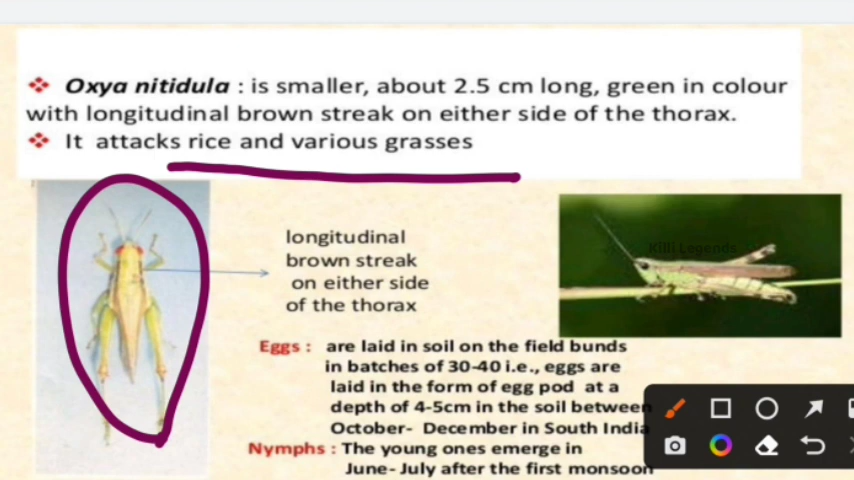 ❖ Oxya nitidula : is smaller, about 2.5 cm long, green in colour
with longitudinal brown streak on either side of the thorax.
❖ It attacks rice and various grasses
longitudinal
brown streak
on either side
of the thorax
Killi Legends
Eggs : are laid in soil on the field bunds
in batches of 30-40 i.e., eggs are
laid in the form of egg pod at a
depth of 4-5cm in the soil between
October- December in South India
Nymphs : The young ones emerge in
June- July after the first monsoon